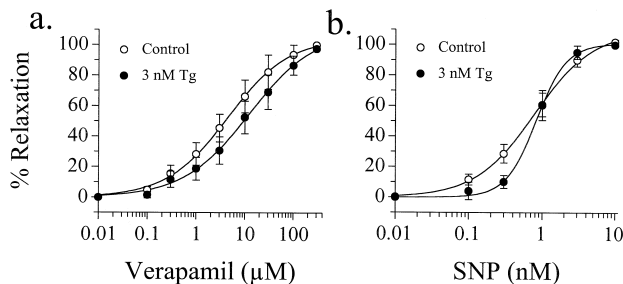 a.
b.
% Relaxation
100
80
60
40
20
0
Control
3 nM Tg
0.01 0.1 1 10 100
Verapamil (µM)
100
80
60
40
20
0
Control
3 nM Tg
0.01 0.1 1 10
SNP (nM)